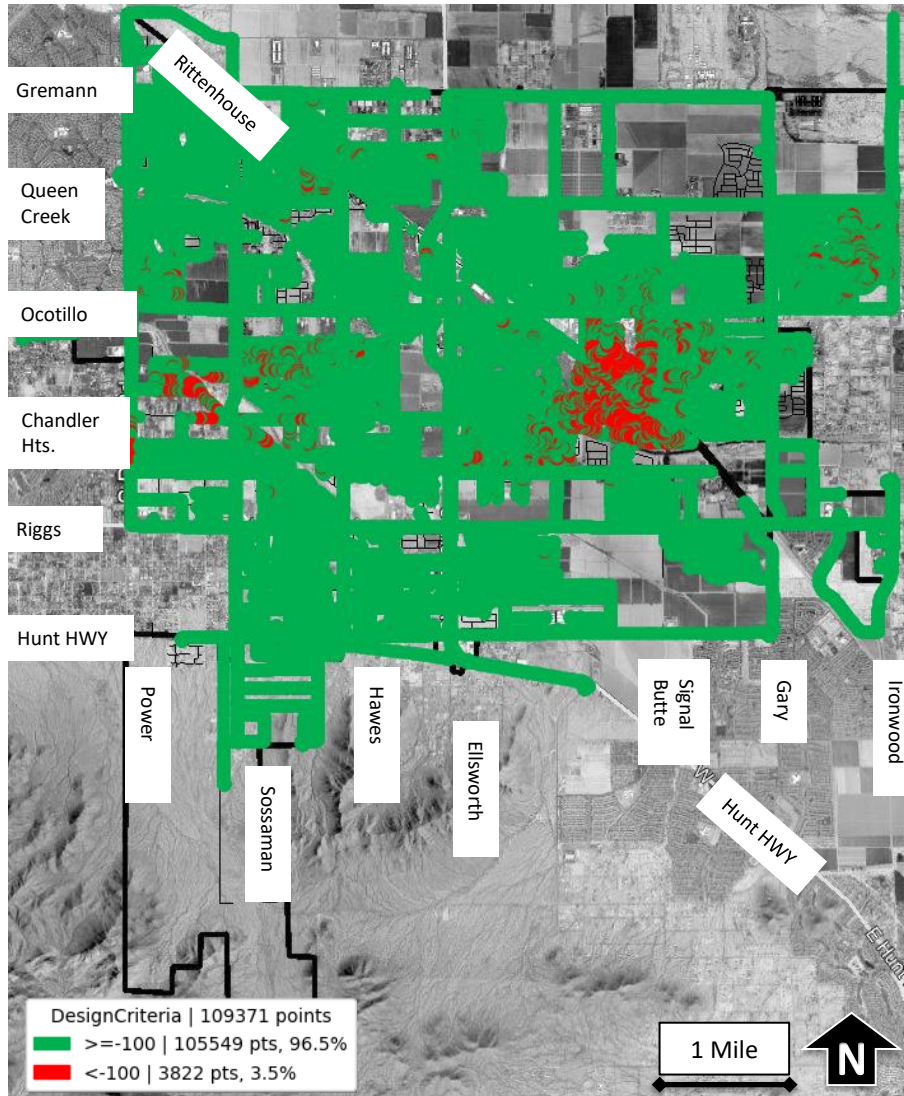 Rittenhouse
Gremann
Queen
Creek
Ocotillo
Chandler
Hts.
Riggs
Hunt HWY
Power
Sossaman
Hawes
Ellsworth
Signal
Butte
Gary
Ironwood
Hunt HWY
E Hunt
DesignCriteria | 109371 points
>=-100 | 105549 pts, 96.5%
<-100 | 3822 pts, 3.5%
1 Mile
N